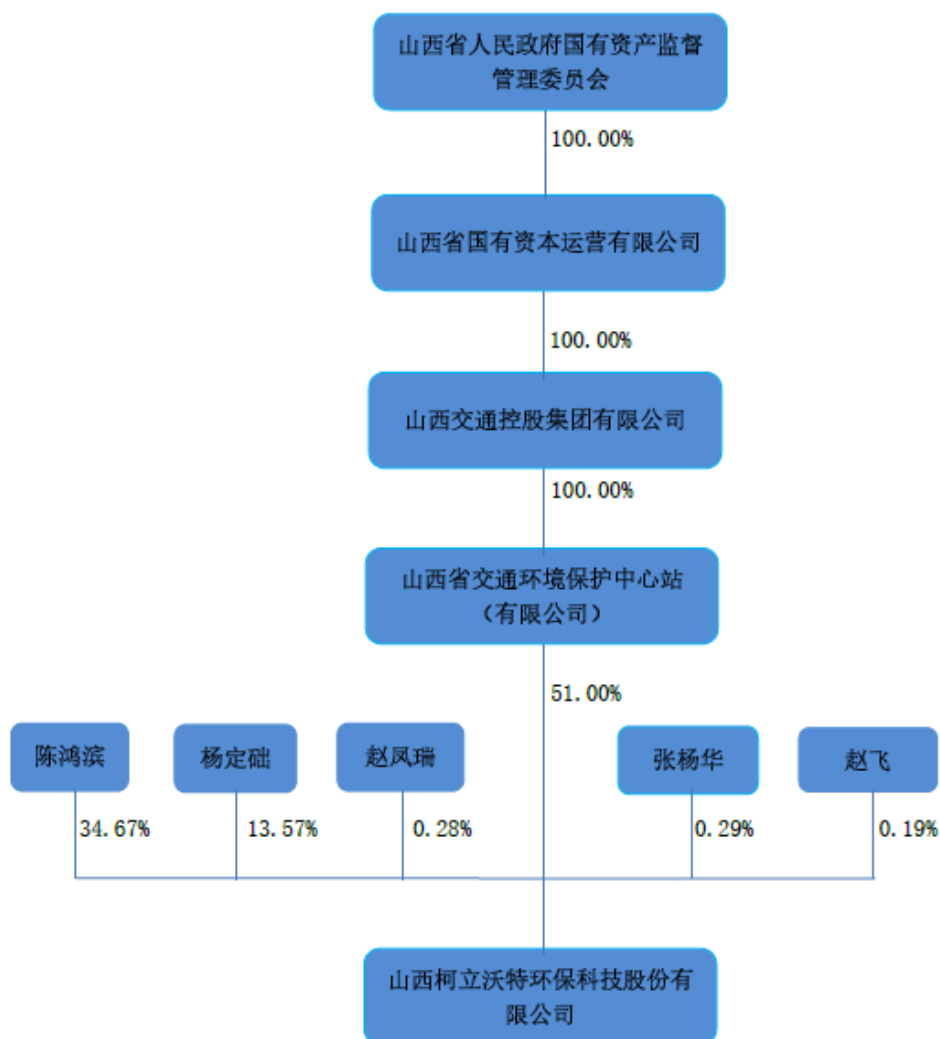 山西省人民政府国有资产监督
管理委员会
100.00%
山西省国有资本运营有限公司
100.00%
山西交通控股集团有限公司
100.00%
山西省交通环境保护中心站
（有限公司）
51.00%
陈鸿滨
杨定础
赵凤瑞
张杨华
赵飞
34.67%
13.57%
0.28%
0.29%
0.19%
山西柯立沃特环保科技股份有
限公司